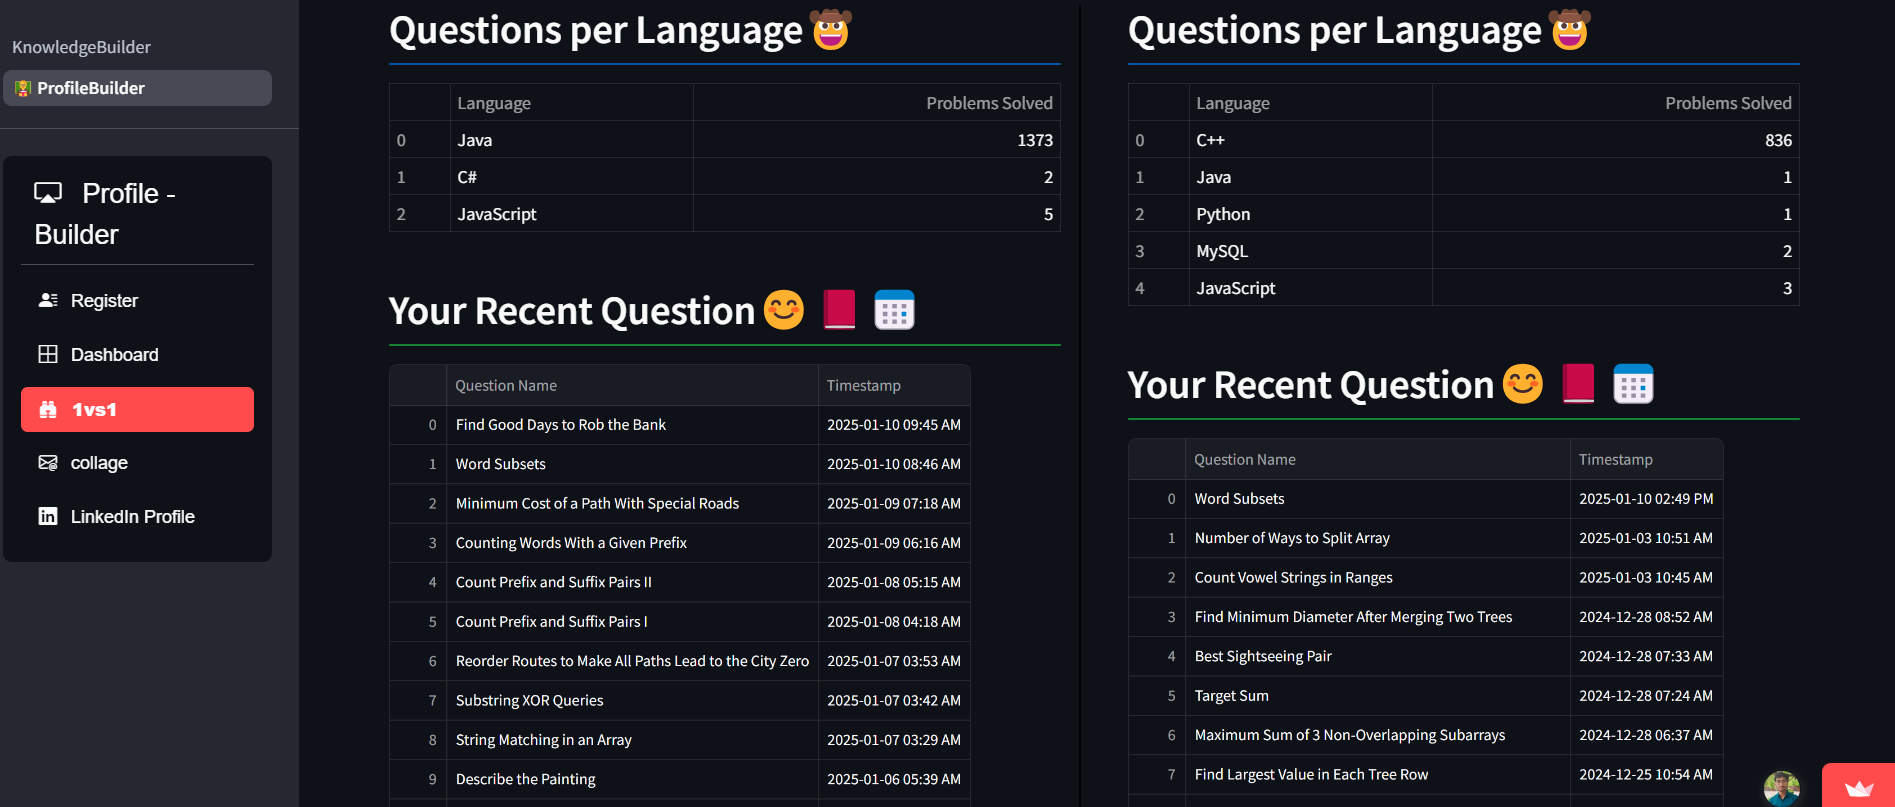 KnowledgeBuilder
ProfileBuilder
Profile -
Builder
Register
Dashboard
1vs1
collage
LinkedIn Profile
Questions per Language
Language Problems Solved
0 Java 1373
1 C# 2
2 JavaScript 5
Your Recent Question
Question Name Timestamp
0 Find Good Days to Rob the Bank 2025-01-10 09:45 AM
1 Word Subsets 2025-01-10 08:46 AM
2 Minimum Cost of a Path With Special Roads 2025-01-09 07:18 AM
3 Counting Words With a Given Prefix 2025-01-09 06:16 AM
4 Count Prefix and Suffix Pairs II 2025-01-08 05:15 AM
5 Count Prefix and Suffix Pairs I 2025-01-08 04:18 AM
6 Reorder Routes to Make All Paths Lead to the City Zero 2025-01-07 03:53 AM
7 Substring XOR Queries 2025-01-07 03:42 AM
8 String Matching in an Array 2025-01-07 03:29 AM
9 Describe the Painting 2025-01-06 05:39 AM
Questions per Language
Language Problems Solved
0 C++ 836
1 Java 1
2 Python 1
3 MySQL 2
4 JavaScript 3
Your Recent Question
Question Name Timestamp
0 Word Subsets 2025-01-10 02:49 PM
1 Number of Ways to Split Array 2025-01-03 10:51 AM
2 Count Vowel Strings in Ranges 2025-01-03 10:45 AM
3 Find Minimum Diameter After Merging Two Trees 2024-12-28 08:52 AM
4 Best Sightseeing Pair 2024-12-28 07:33 AM
5 Target Sum 2024-12-28 07:24 AM
6 Maximum Sum of 3 Non-Overlapping Subarrays 2024-12-28 06:37 AM
7 Find Largest Value in Each Tree Row 2024-12-25 10:54 AM